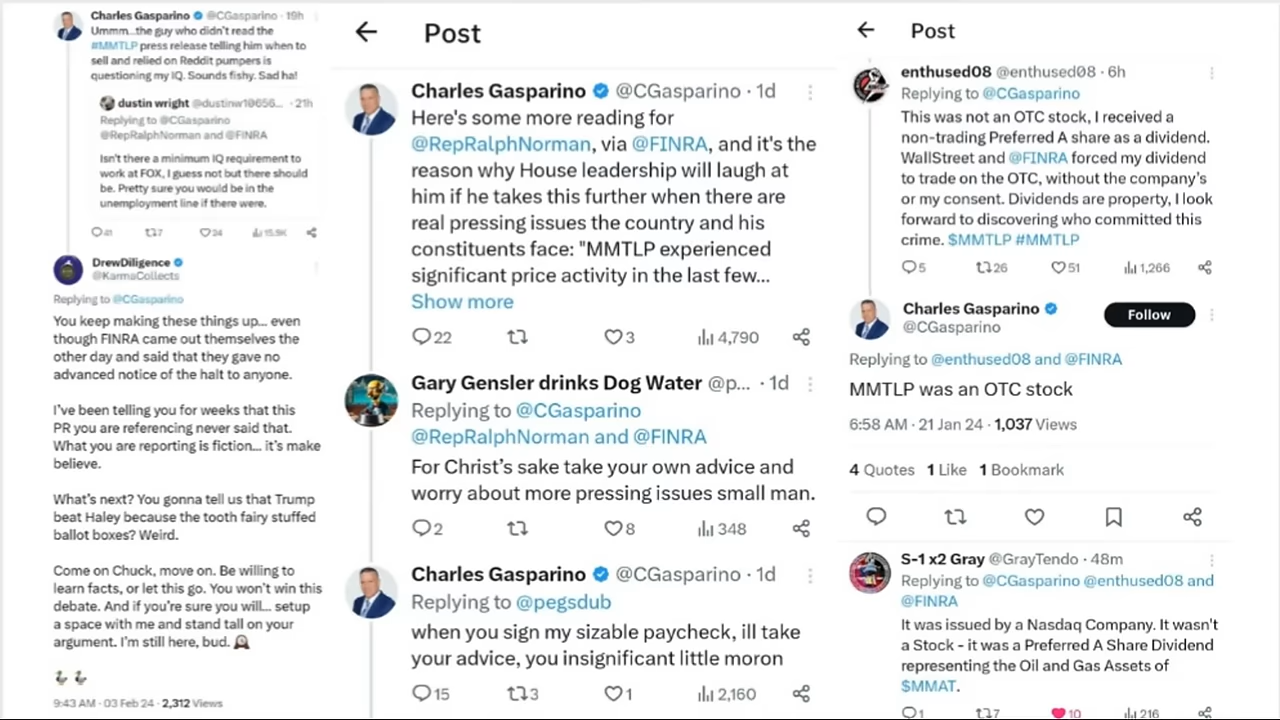 Charles Gasparino @CGasparino · 19h
Ummm...the guy who didn't read the
#MMTLP press release telling him when to
sell and relied on Reddit pumpers is
questioning my IQ. Sounds fishy. Sad ha!
dustin wright @dustinw10656... · 21h
Replying to @CGasparino
@RepRalphNorman and @FINRA
Isn't there a minimum IQ requirement to
work at FOX, I guess not but there should
be. Pretty sure you would be in the
unemployment line if there were.
41 7 24 15.9K
DrewDiligence
@KarmaCollects
Replying to @CGasparino
You keep making these things up... even
though FINRA came out themselves the
other day and said that they gave no
advanced notice of the halt to anyone.
I've been telling you for weeks that this
PR you are referencing never said that.
What you are reporting is fiction... it's make
believe.
What's next? You gonna tell us that Trump
beat Haley because the tooth fairy stuffed
ballot boxes? Weird.
Come on Chuck, move on. Be willing to
learn facts, or let this go. You won't win this
debate. And if you're sure you will... setup
a space with me and stand tall on your
argument. I'm still here, bud.
9:43 AM · 03 Feb 24 · 2,312 Views
Post
Charles Gasparino @CGasparino · 1d
Here's some more reading for
@RepRalphNorman, via @FINRA, and it's the
reason why House leadership will laugh at
him if he takes this further when there are
real pressing issues the country and his
constituents face: "MMTLP experienced
significant price activity in the last few...
Show more
22 3 4,790
Gary Gensler drinks Dog Water @p... · 1d
Replying to @CGasparino
@RepRalphNorman and @FINRA
For Christ's sake take your own advice and
worry about more pressing issues small man.
2 8 348
Charles Gasparino @CGasparino · 1d
Replying to @pegsdub
when you sign my sizable paycheck, ill take
your advice, you insignificant little moron
15 3 1 2,160
Post
enthused08 @enthused08 · 6h
Replying to @CGasparino
This was not an OTC stock, I received a
non-trading Preferred A share as a dividend.
WallStreet and @FINRA forced my dividend
to trade on the OTC, without the company's
or my consent. Dividends are property, I look
forward to discovering who committed this
crime. $MMTLP #MMTLP
5 26 51 1,266
Charles Gasparino
@CGasparino
Follow
Replying to @enthused08 and @FINRA
MMTLP was an OTC stock
6:58 AM · 21 Jan 24 · 1,037 Views
4 Quotes 1 Like 1 Bookmark
S-1 x2 Gray @GrayTendo · 48m
Replying to @CGasparino @enthused08 and
@FINRA
It was issued by a Nasdaq Company. It wasn't
a Stock - it was a Preferred A Share Dividend
representing the Oil and Gas Assets of
$MMAT.
1 7 10 216